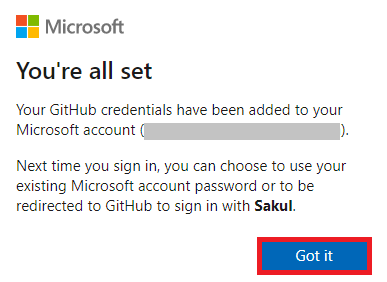 Microsoft
You're all set
Your GitHub credentials have been added to your
Microsoft account ( ).
Next time you sign in, you can choose to use your
existing Microsoft account password or to be
redirected to GitHub to sign in with Sakul.
Got it